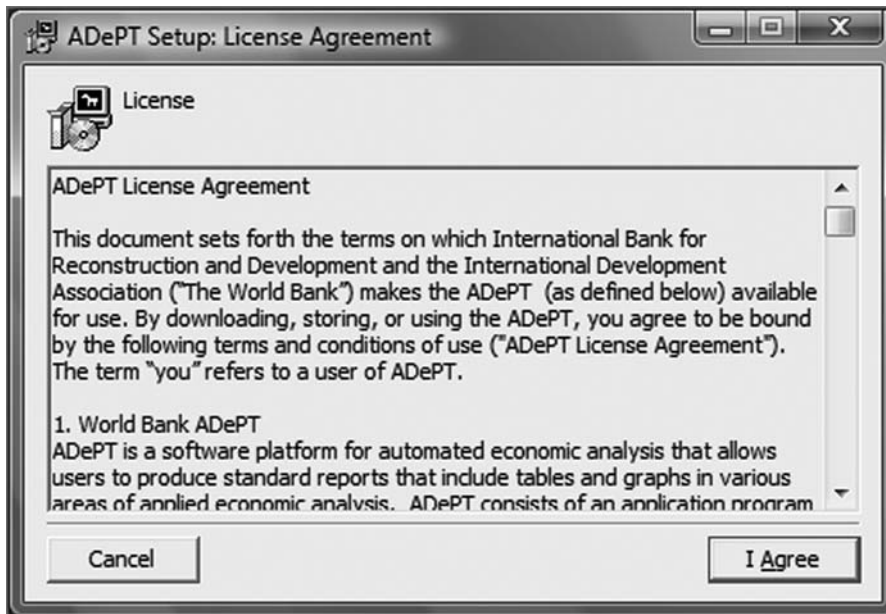 ADePT Setup: License Agreement
License
ADePT License Agreement
This document sets forth the terms on which International Bank for
Reconstruction and Development and the International Development
Association ("The World Bank") makes the ADePT  (as defined below) available
for use. By downloading, storing, or using the ADePT, you agree to be bound
by the following terms and conditions of use ("ADePT License Agreement").
The term “you” refers to a user of ADePT.
1. World Bank ADePT
ADePT is a software platform for automated economic analysis that allows
users to produce standard reports that include tables and graphs in various
areas of applied economic analysis.  ADePT consists of an application program
Cancel
I Agree